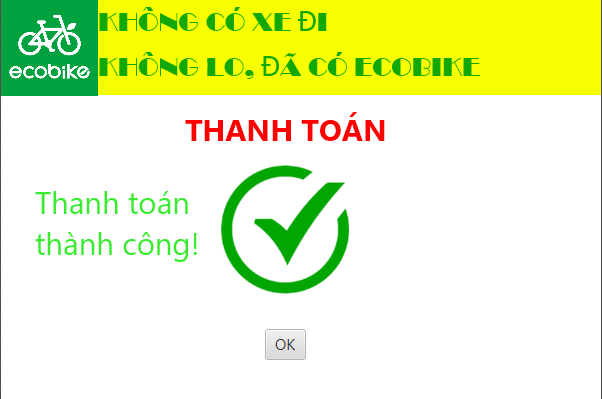 KHÔNG CÓ XE ĐI
KHÔNG LO, ĐÃ CÓ ECOBIKE
ecobike
THANH TOÁN
Thanh toán
thành công!
OK